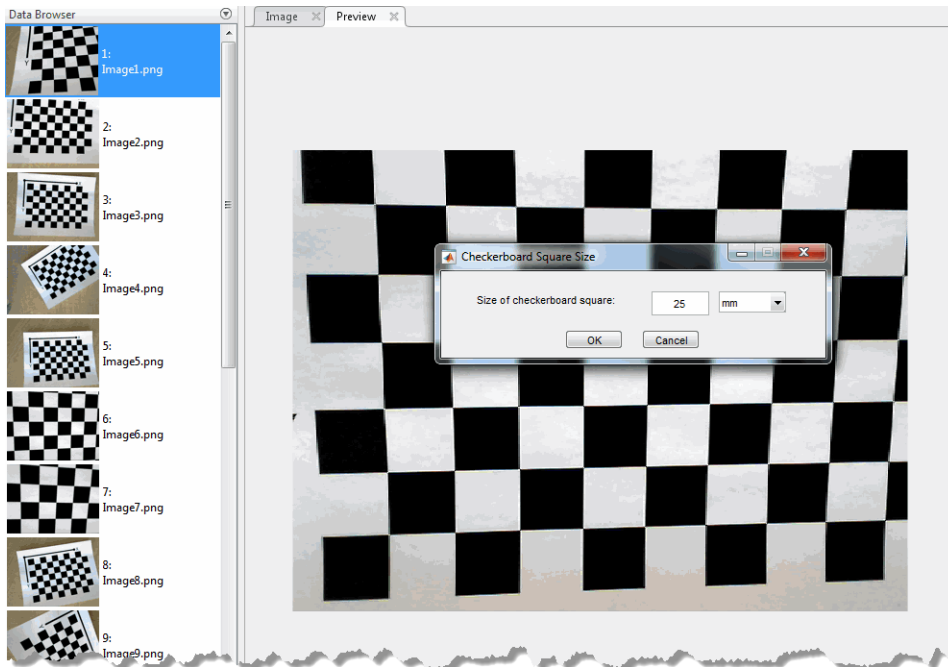 Data Browser
Image Preview
1:
Image1.png
2:
Image2.png
3:
Image3.png
4:
Image4.png
5:
Image5.png
6:
Image6.png
7:
Image7.png
8:
Image8.png
9:
Image9.png
Checkerboard Square Size
Size of checkerboard square: 25 mm
OK Cancel